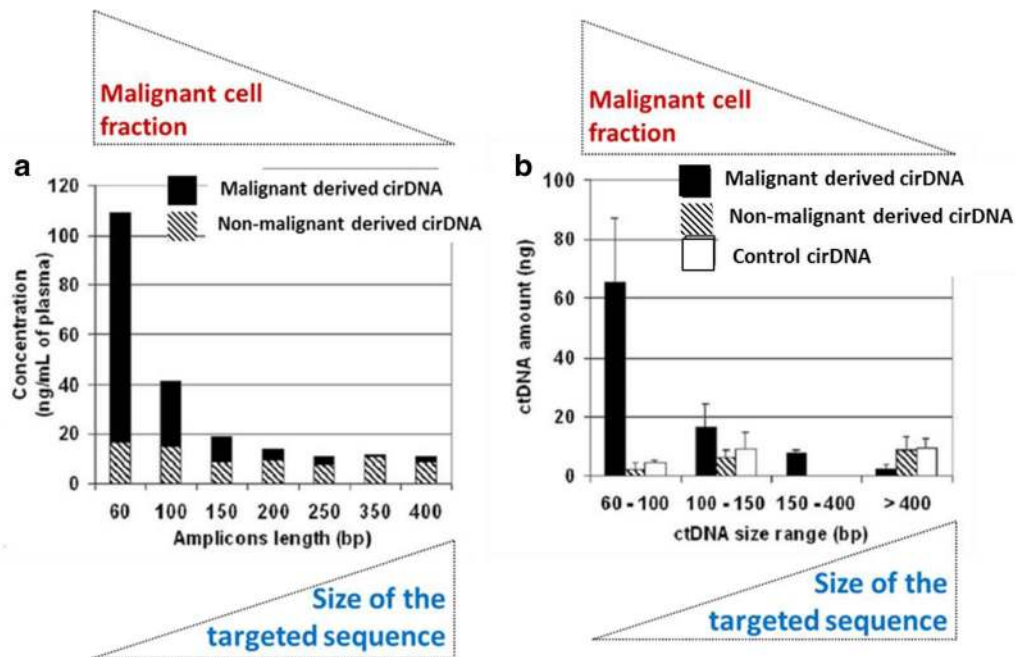 Malignant cell
fraction
a
Malignant derived cirDNA
Non-malignant derived cirDNA
Concentration
(ng/mL of plasma)
120
100
80
60
40
20
0
60 100 150 200 250 350 400
Amplicons length (bp)
Size of the
targeted sequence
Malignant cell
fraction
b
Malignant derived cirDNA
Non-malignant derived cirDNA
Control cirDNA
ctDNA amount (ng)
100
80
60
40
20
0
60 - 100 100 - 150 150 - 400 > 400
ctDNA size range (bp)
Size of the
targeted sequence